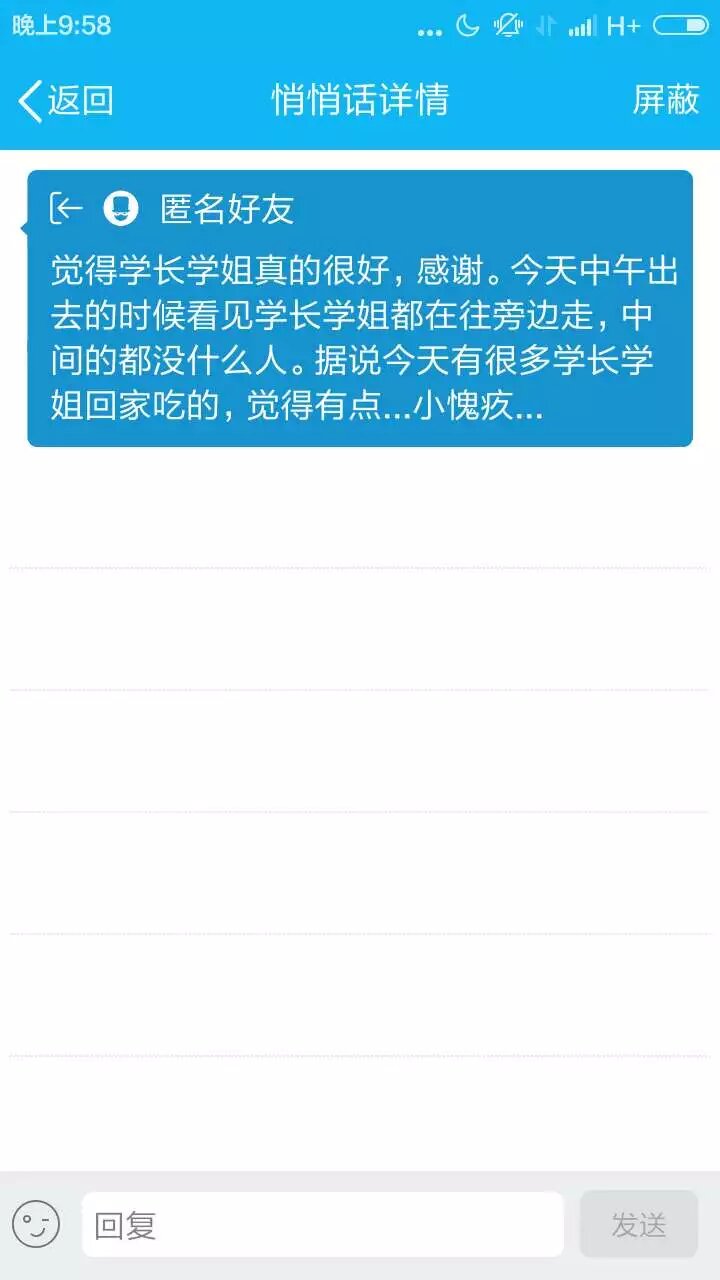 晚上9:58
... H+
返回 悄悄话详情 屏蔽
匿名好友
觉得学长学姐真的很好，感谢。今天中午出
去的时候看见学长学姐都在往旁边走，中
间的都没什么人。据说今天有很多学长学
姐回家吃的，觉得有点...小愧疚...
回复 发送